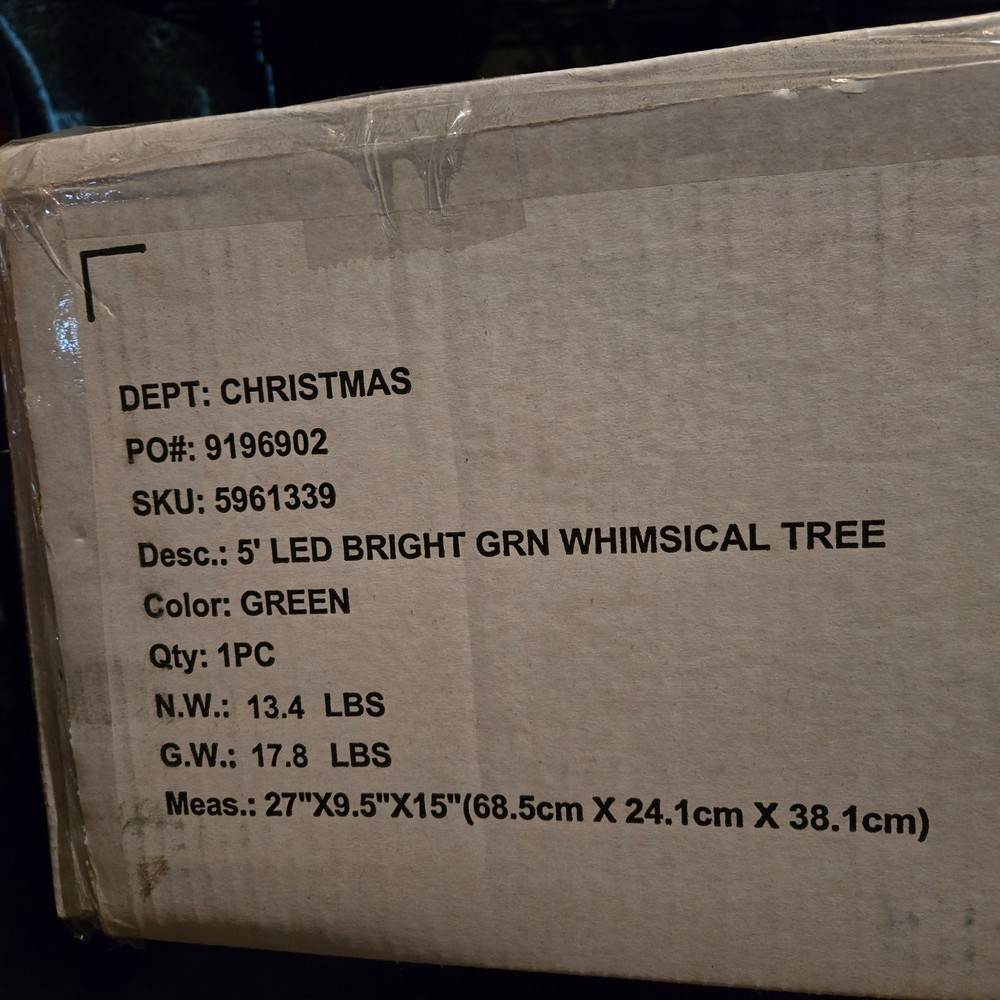 DEPT: CHRISTMAS
PO#: 9196902
SKU: 5961339
Desc.: 5' LED BRIGHT GRN WHIMSICAL TREE
Color: GREEN
Qty: 1PC
N.W.: 13.4 LBS
G.W.: 17.8 LBS
Meas.: 27"X9.5"X15"(68.5cm X 24.1cm X 38.1cm)